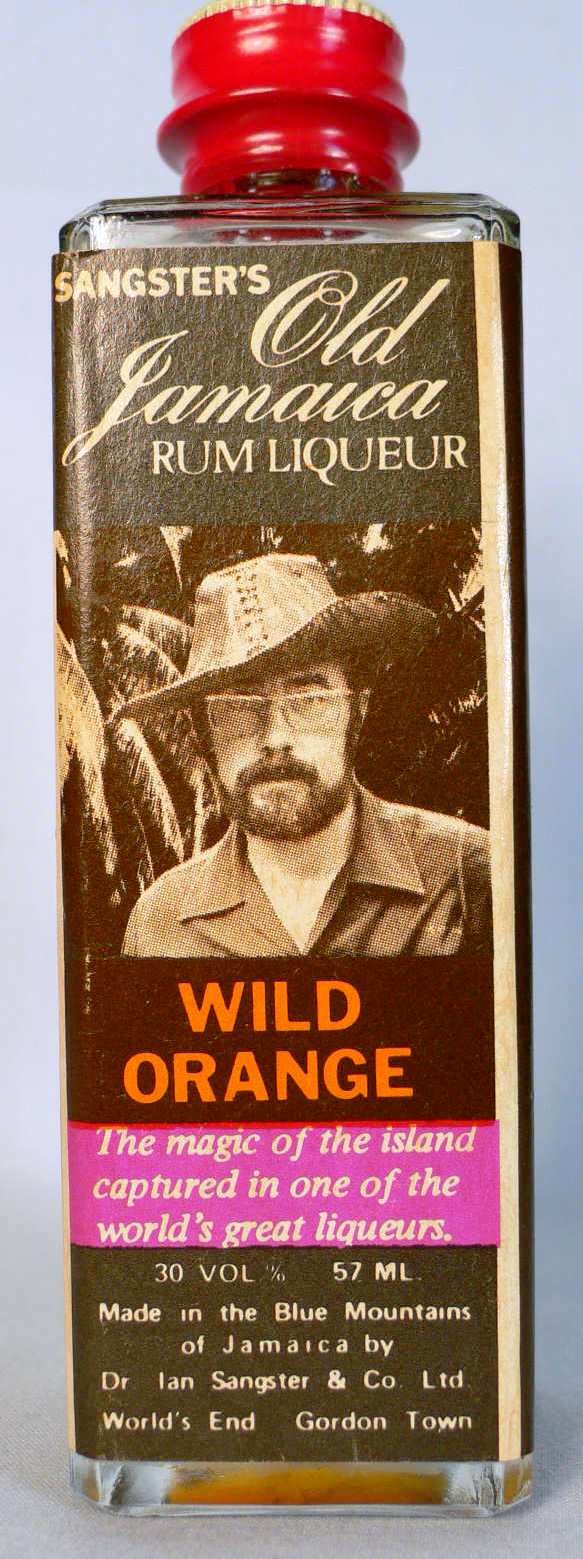 SANGSTER'S
Old
Jamaica
RUM LIQUEUR
WILD
ORANGE
The magic of the island
captured in one of the
world's great liqueurs.
30 VOL % 57 ML.
Made in the Blue Mountains
of Jamaica by
Dr Ian Sangster & Co. Ltd.
World's End Gordon Town